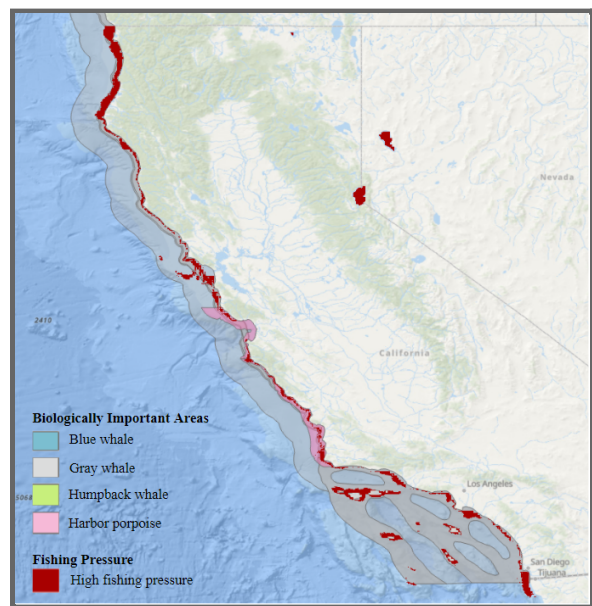 Nevada
2410
California
Biologically Important Areas
Blue whale
Gray whale
Humpback whale
Harbor porpoise
Los Angeles
Fishing Pressure
High fishing pressure
San Diego
Tijuana